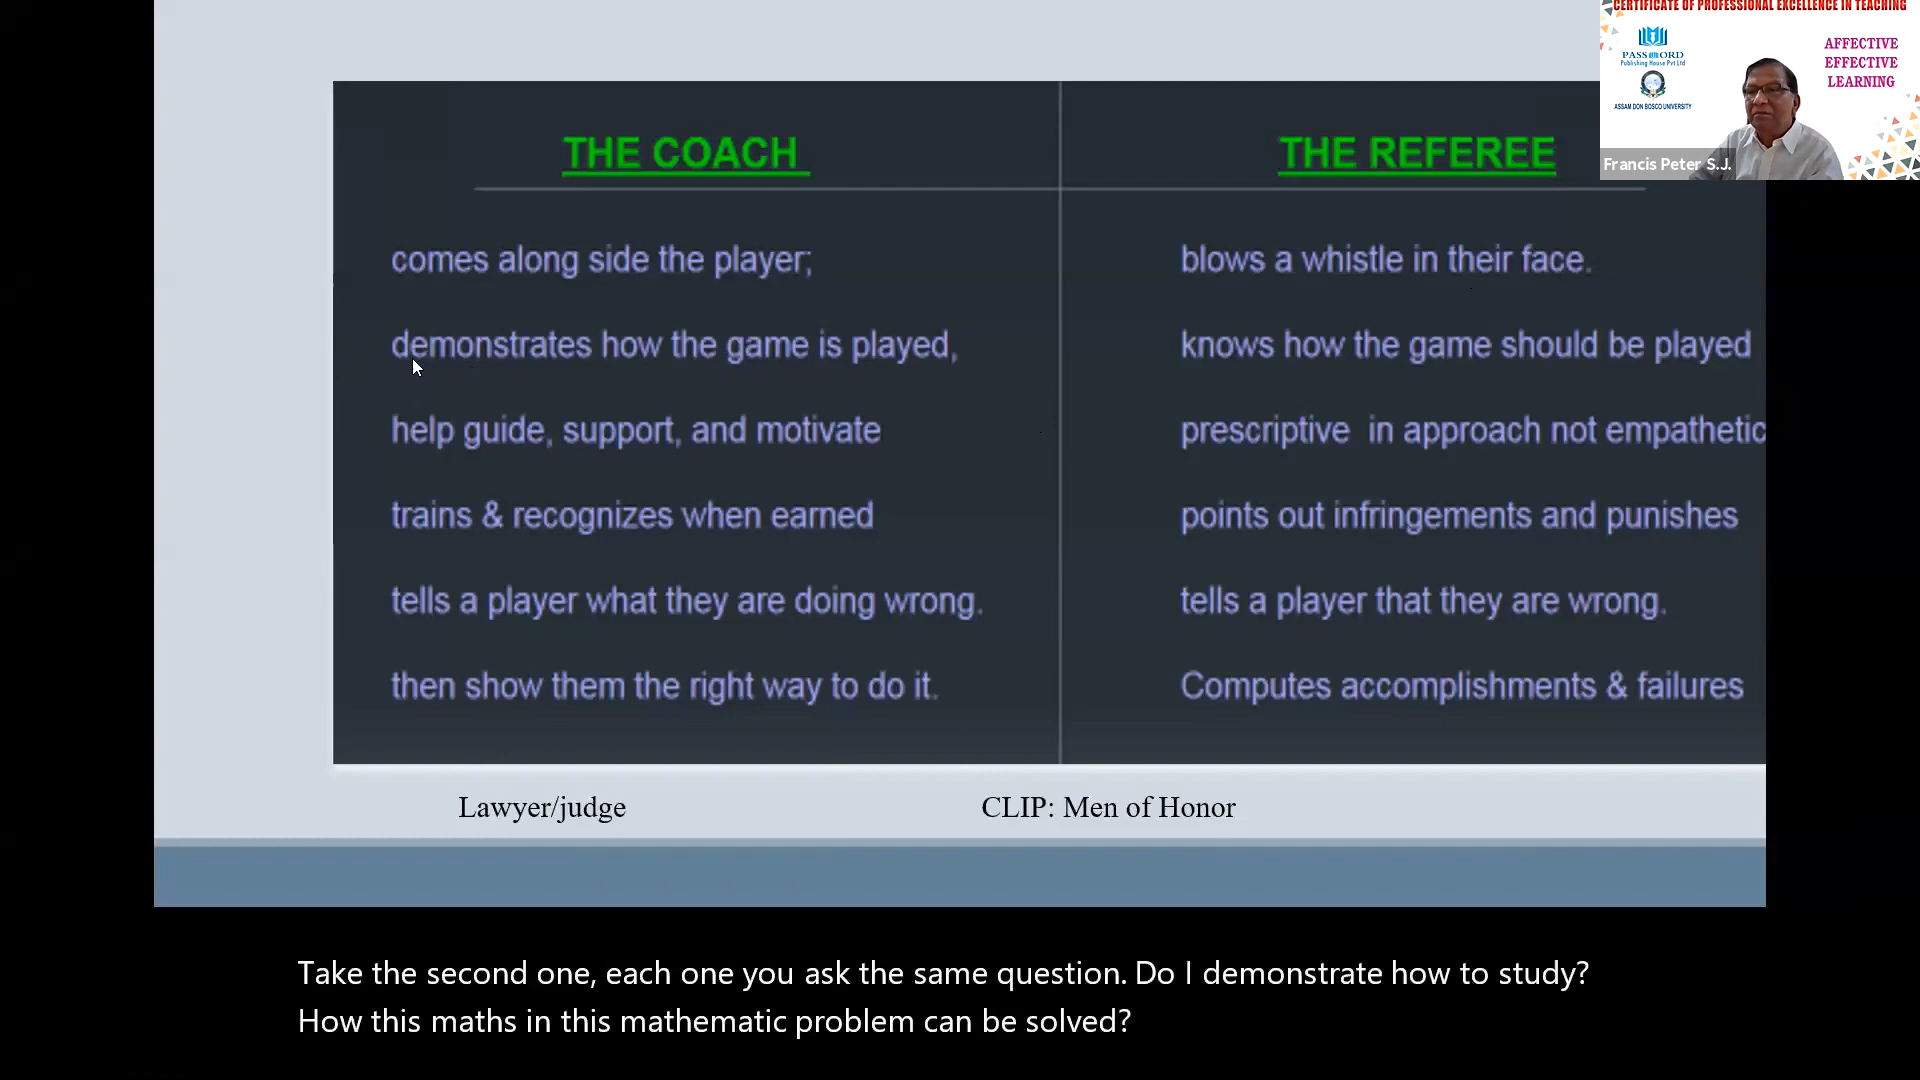 CERTIFICATE OF PROFESSIONAL EXCELLENCE IN TEACHING
PASSWORD
Publishing House Pvt Ltd
ASSAM DON BOSCO UNIVERSITY
AFFECTIVE
EFFECTIVE
LEARNING
Francis Peter S.J.
THE COACH
comes along side the player;
demonstrates how the game is played,
help guide, support, and motivate
trains & recognizes when earned
tells a player what they are doing wrong.
then show them the right way to do it.
THE REFEREE
blows a whistle in their face.
knows how the game should be played
prescriptive in approach not empathetic
points out infringements and punishes
tells a player that they are wrong.
Computes accomplishments & failures
Lawyer/judge
CLIP: Men of Honor
Take the second one, each one you ask the same question. Do I demonstrate how to study?
How this maths in this mathematic problem can be solved?